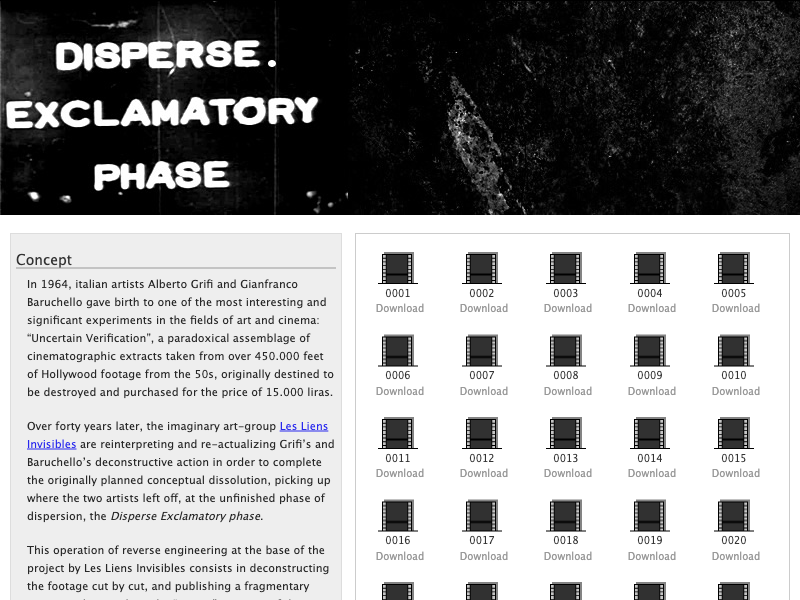 DISPERSE.
EXCLAMATORY
PHASE
Concept
In 1964, italian artists Alberto Grifi and Gianfranco
Baruchello gave birth to one of the most interesting and
significant experiments in the fields of art and cinema:
“Uncertain Verification”, a paradoxical assemblage of
cinematographic extracts taken from over 450.000 feet
of Hollywood footage from the 50s, originally destined to
be destroyed and purchased for the price of 15.000 liras.
Over forty years later, the imaginary art-group Les Liens
Invisibles are reinterpreting and re-actualizing Grifi’s and
Baruchello’s deconstructive action in order to complete
the originally planned conceptual dissolution, picking up
where the two artists left off, at the unfinished phase of
dispersion, the Disperse Exclamatory phase.
This operation of reverse engineering at the base of the
project by Les Liens Invisibles consists in deconstructing
the footage cut by cut, and publishing a fragmentary
0001 0002 0003 0004 0005
Download Download Download Download Download
0006 0007 0008 0009 0010
Download Download Download Download Download
0011 0012 0013 0014 0015
Download Download Download Download Download
0016 0017 0018 0019 0020
Download Download Download Download Download